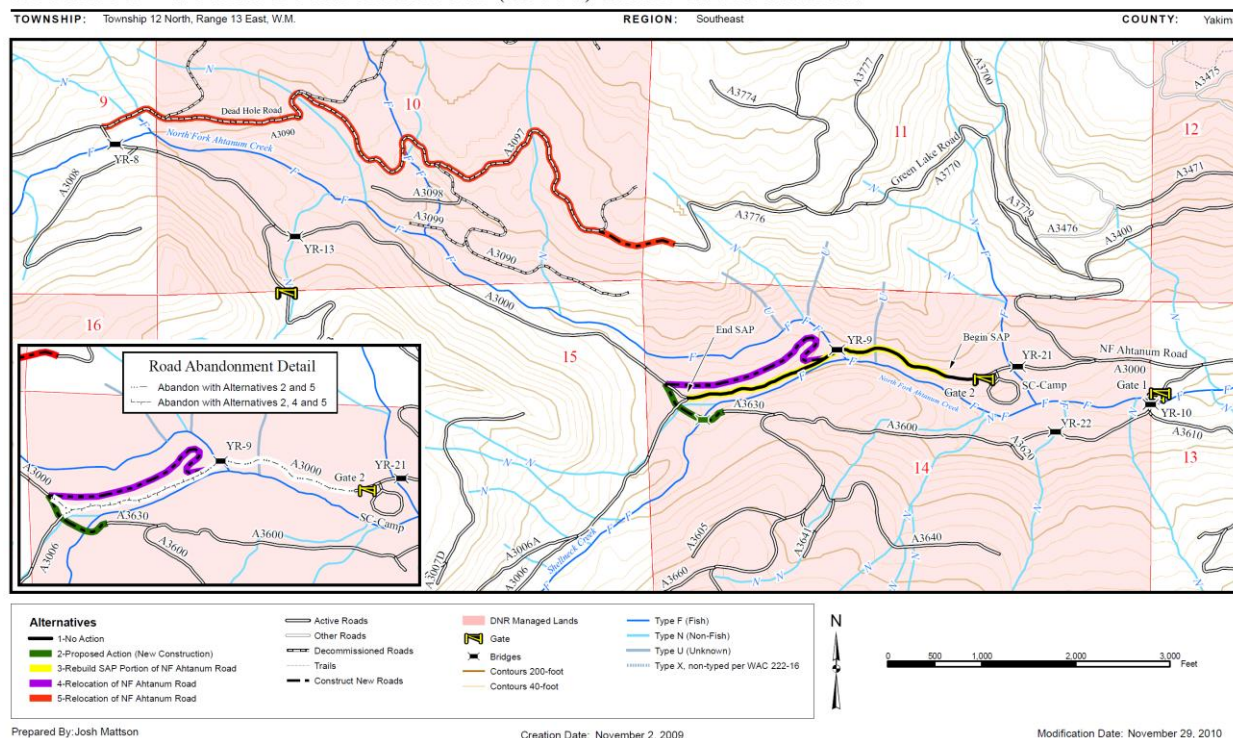 TOWNSHIP: Township 12 North, Range 13 East, W.M.
REGION: Southeast
COUNTY: Yakim
N
9
10
Dead Hole Road
A3090
North Fork Ahtanum Creek
F
YR-8
A3008
A3097
A3098
A3099
A3090
YR-13
A3000
A3774
A3777
A3700
11
Green Lake Road
A3770
A3776
A3779
A3476
A3475
12
A3471
A3400
16
15
End SAP
YR-9
Begin SAP
U
Gate 2
YR-21
SC-Camp
NF Ahtanum Road
A3000
Gate 1
YR-10
A3610
North Fork Ahtanum Creek
A3630
A3600
A3620
YR-22
14
13
A3605
A3641
A3640
A3660
A3007D
A3006A
A3006
Shellneck Creek
Road Abandonment Detail
Abandon with Alternatives 2 and 5
Abandon with Alternatives 2, 4 and 5
YR-9
A3000
A3000
Gate 2
YR-21
SC-Camp
A3630
A3006
A3600
A3600
Alternatives
1-No Action
2-Proposed Action (New Construction)
3-Rebuild SAP Portion of NF Ahtanum Road
4-Relocation of NF Ahtanum Road
5-Relocation of NF Ahtanum Road
Active Roads
Other Roads
Decommissioned Roads
Trails
Construct New Roads
DNR Managed Lands
Gate
Bridges
Contours 200-foot
Contours 40-foot
Type F (Fish)
Type N (Non-Fish)
Type U (Unknown)
Type X, non-typed per WAC 222-16
N
0 500 1,000 2,000 3,000
Feet
Prepared By: Josh Mattson
Creation Date: November 2, 2009
Modification Date: November 29, 2010